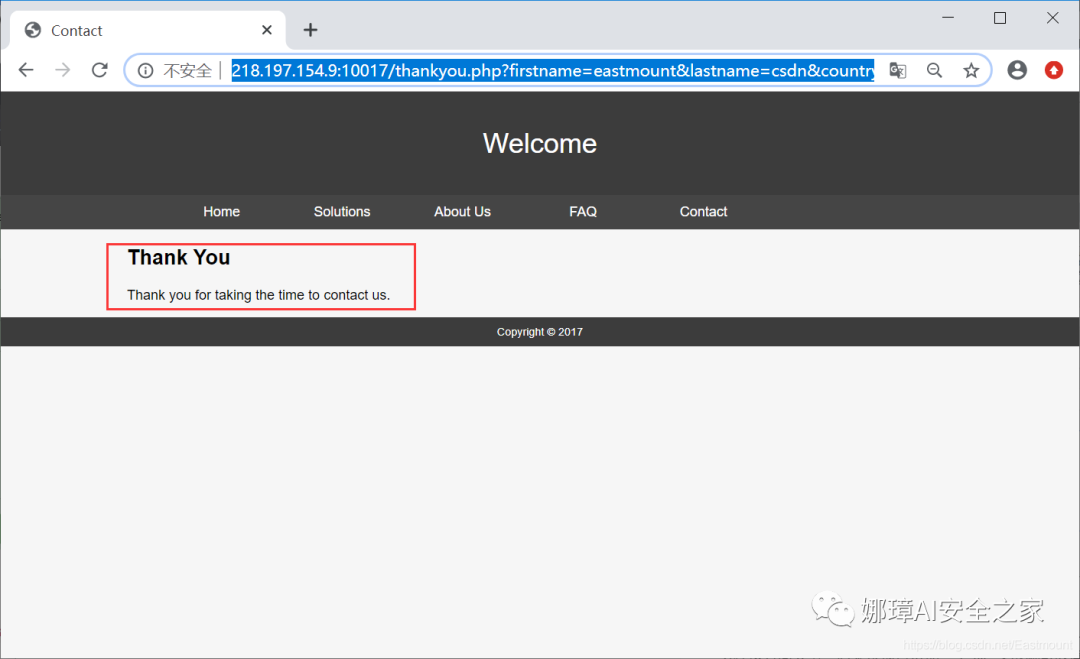 Contact
不安全
218.197.154.9:10017/thankyou.php?firstname=eastmount&lastname=csdn&country
Welcome
Home Solutions About Us FAQ Contact
Thank You
Thank you for taking the time to contact us.
Copyright © 2017
娜璋AI安全之家
https://blog.csdn.net/Eastmount